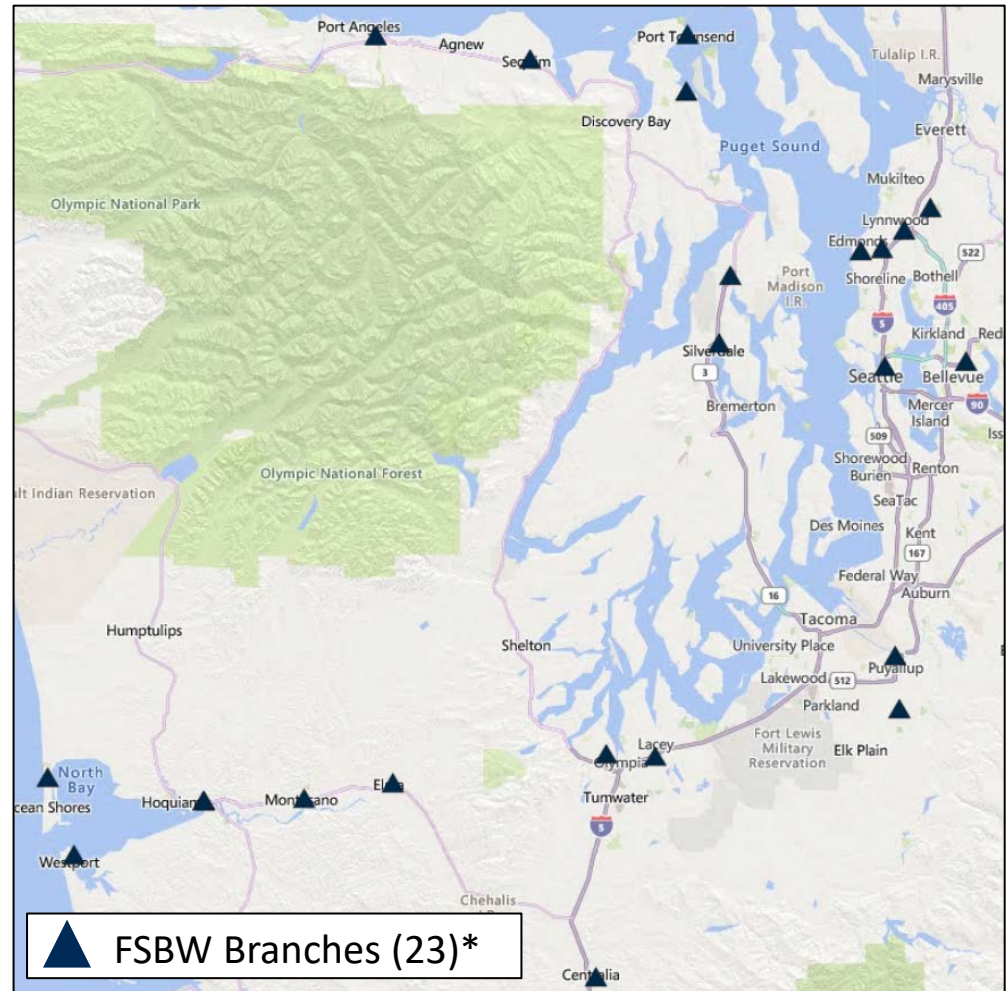 Port Angeles
Agnew
Port Townsend
Tulalip I.R.
Marysville
Discovery Bay
Everett
Puget Sound
Mukilteo
Olympic National Park
Lynnwood
Edmonds
522
Port
Madison
I.R.
Shoreline
Bothell
405
5
Kirkland
Silverdale
Seattle
Bellevue
3
Mercer
Island
90
Bremerton
509
Shorewood
Burien
Renton
Olympic National Forest
SeaTac
Indian Reservation
Des Moines
Kent
167
Federal Way
Auburn
16
Humptulips
Tacoma
Shelton
University Place
Puyallup
Lakewood
512
Parkland
Fort Lewis
Military
Reservation
Elk Plain
Lacey
Olympia
North
Bay
Shores
Hoquiam
Tumwater
5
Westport
Chehalis
FSBW Branches (23)*
Centralia